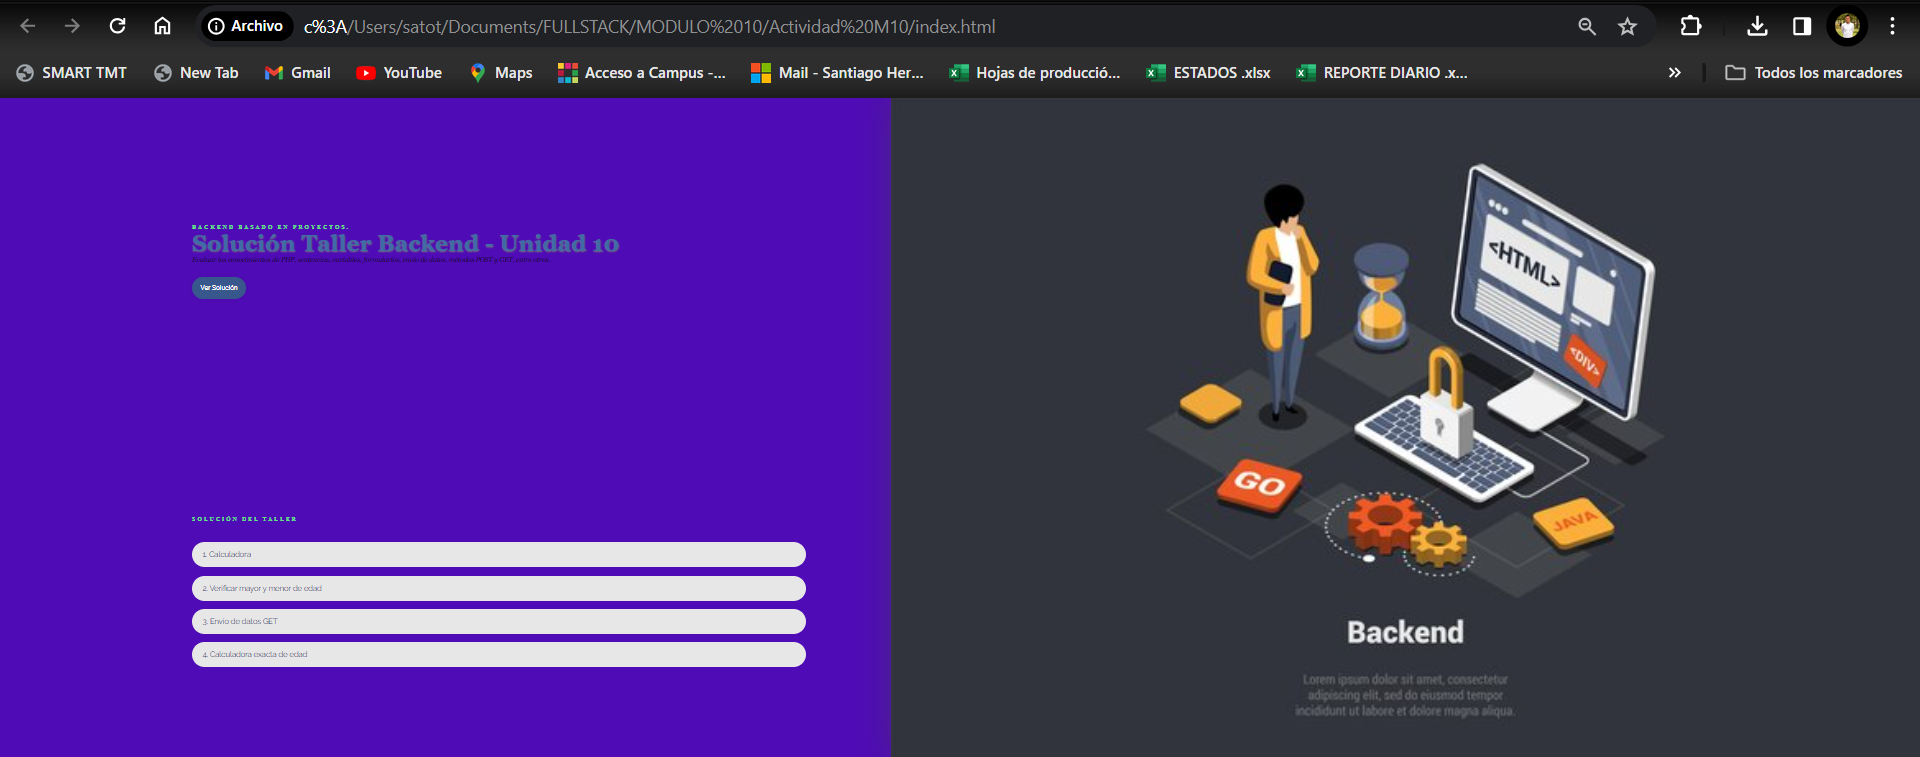 Archivo
c%3A/Users/satot/Documents/FULLSTACK/MODULO%2010/Actividad%20M10/index.html
SMART TMT
New Tab
Gmail
YouTube
Maps
Acceso a Campus -...
Mail - Santiago Her...
Hojas de producció...
ESTADOS .xlsx
REPORTE DIARIO .x...
»
Todos los marcadores
BACKEND BASADO EN PROYECTOS.
Solución Taller Backend - Unidad 10
Ver Solución
SOLUCIÓN DEL TALLER
1. Calculadora
2. Verificar mayor y menor de edad
3. Envío de datos GET
4. Calculadora exacta de edad
<HTML>
<DIV>
GO
JAVA
Backend
Lorem ipsum dolor sit amet, consectetur
adipiscing elit, sed do eiusmod tempor
incididunt ut labore et dolore magna aliqua.